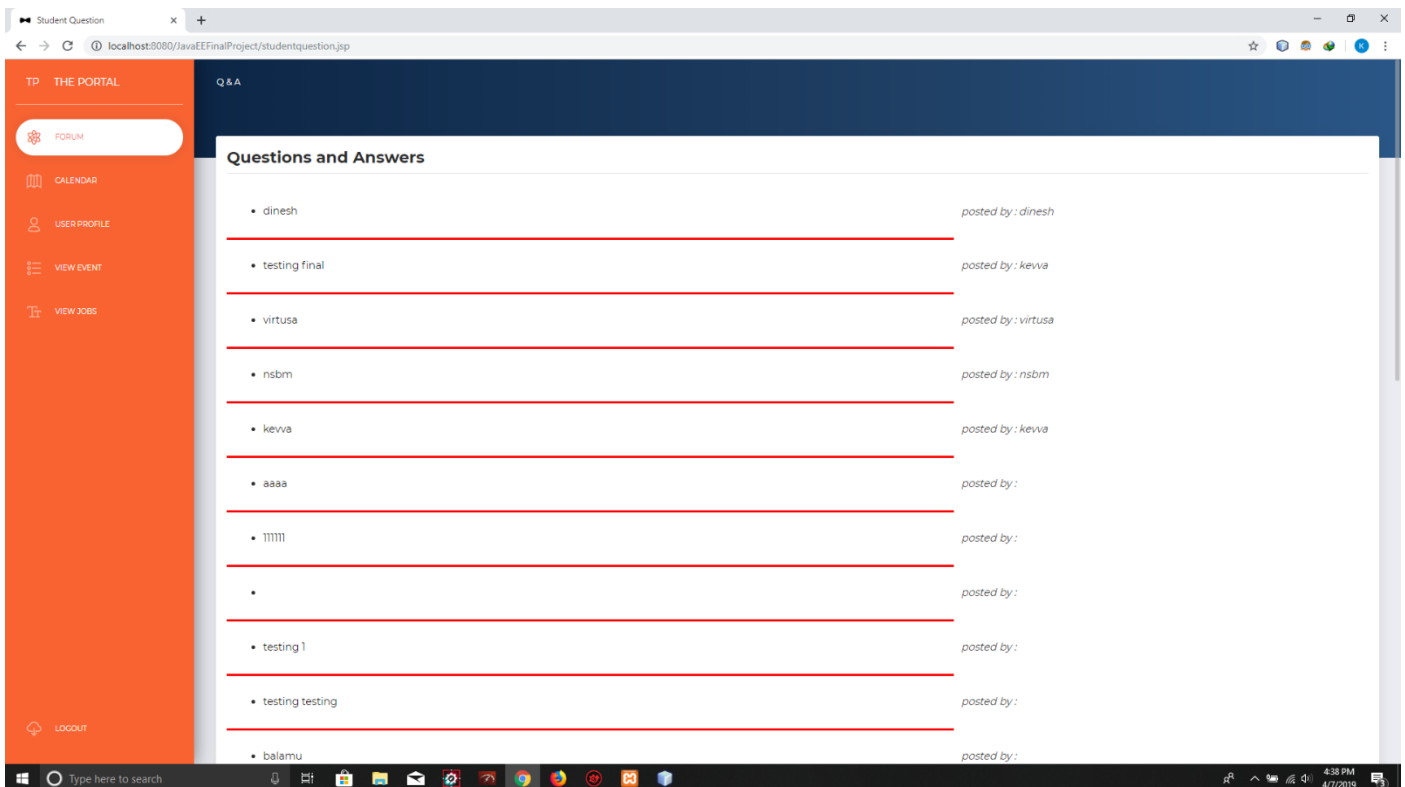 Student Question
localhost:8080/JavaEEFinalProject/studentquestion.jsp
K
TP THE PORTAL
Q & A
FORUM
CALENDAR
USER PROFILE
VIEW EVENT
VIEW JOBS
LOGOUT
Questions and Answers
dinesh posted by : dinesh
testing final posted by : kevva
virtusa posted by : virtusa
nsbm posted by : nsbm
kevva posted by : kevva
aaaa posted by :
111111 posted by :
posted by :
testing 1 posted by :
testing testing posted by :
balamu posted by :
Type here to search
4:38 PM
4/7/2019